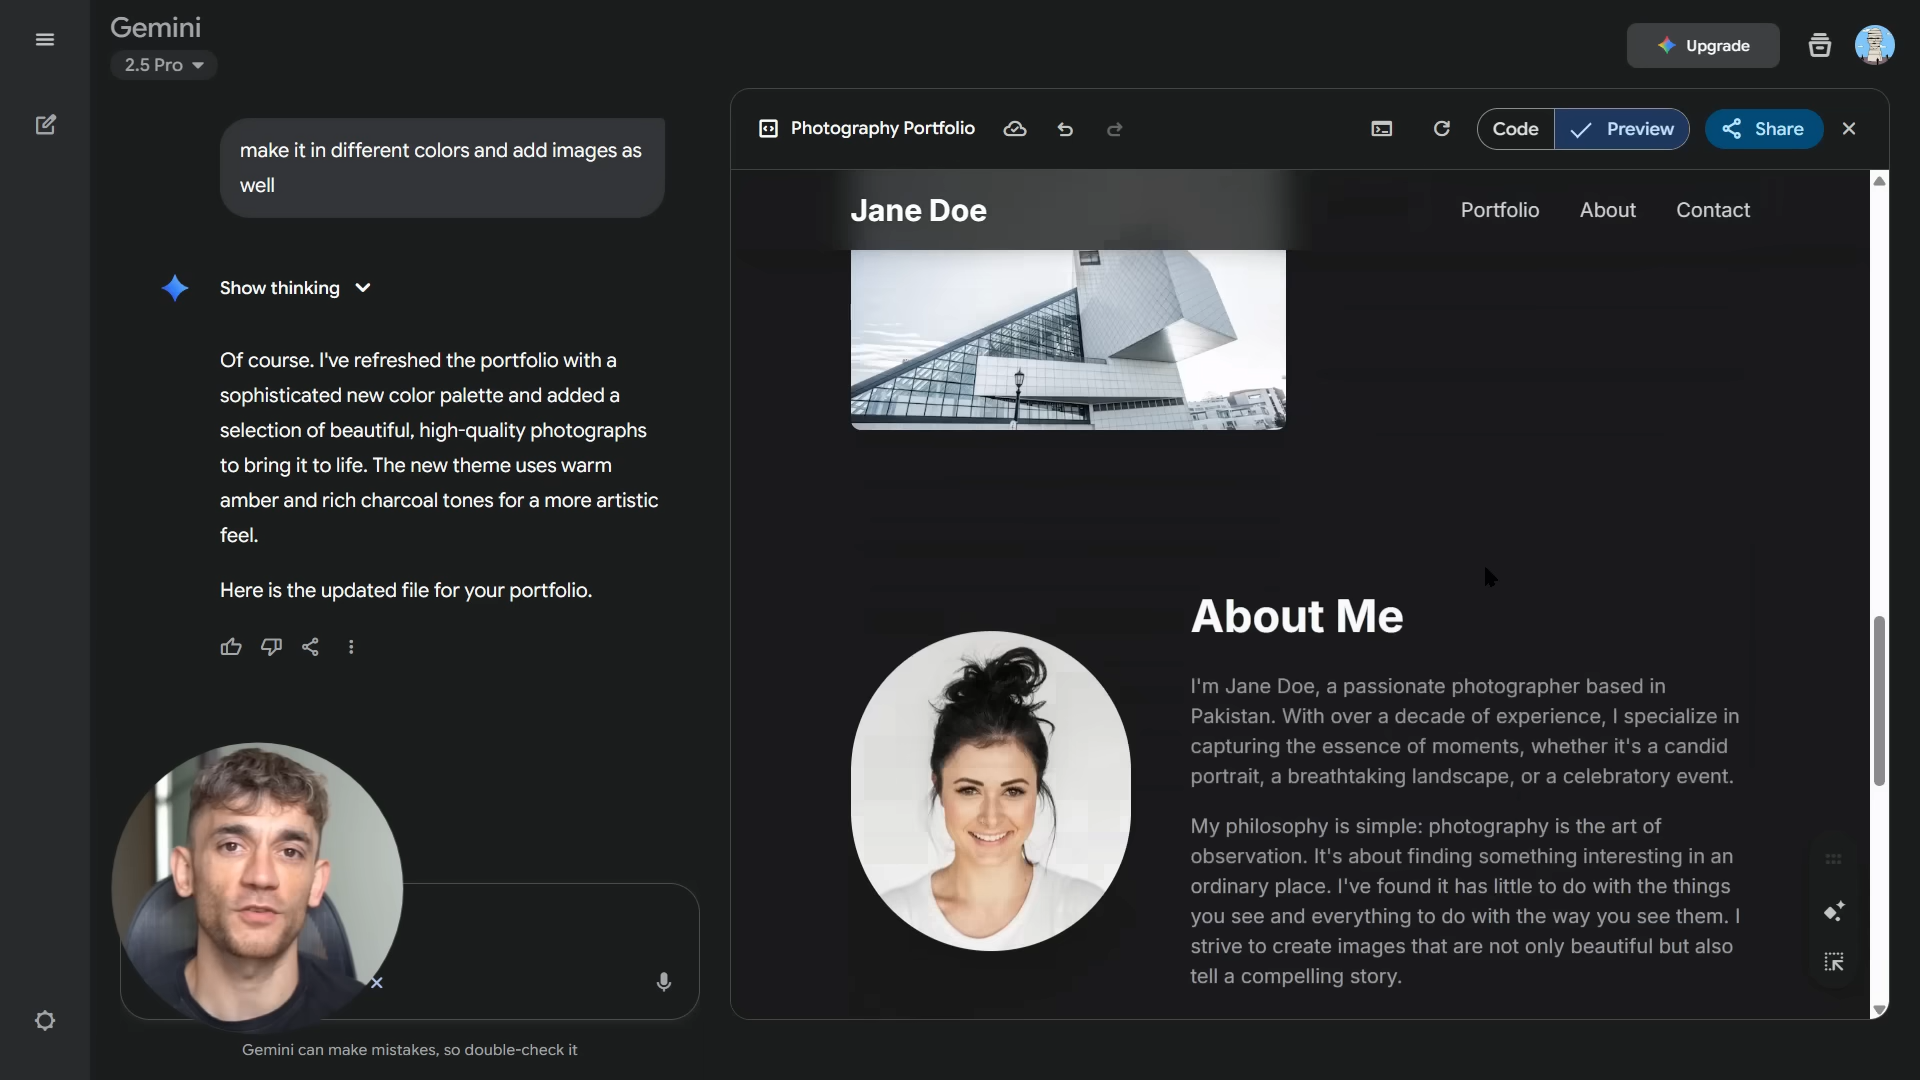 Gemini
2.5 Pro
Upgrade
make it in different colors and add images as
well
Show thinking
Of course. I've refreshed the portfolio with a
sophisticated new color palette and added a
selection of beautiful, high-quality photographs
to bring it to life. The new theme uses warm
amber and rich charcoal tones for a more artistic
feel.
Here is the updated file for your portfolio.
Gemini can make mistakes, so double-check it
Photography Portfolio
Code
Preview
Share
Jane Doe
Portfolio
About
Contact
About Me
I'm Jane Doe, a passionate photographer based in
Pakistan. With over a decade of experience, I specialize in
capturing the essence of moments, whether it's a candid
portrait, a breathtaking landscape, or a celebratory event.
My philosophy is simple: photography is the art of
observation. It's about finding something interesting in an
ordinary place. I've found it has little to do with the things
you see and everything to do with the way you see them. I
strive to create images that are not only beautiful but also
tell a compelling story.